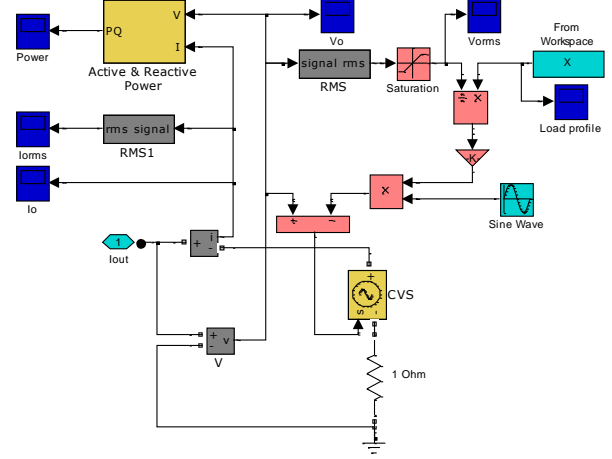 V
PQ
I
Power
Active & Reactive
Power
Vo
Vorms
From
Workspace
X
signal rms
RMS
Saturation
÷ ×
Load profile
Iorms
rms signal
RMS1
-K-
Io
×
Sine Wave
+ −
1
Iout
+ i
-
+
CVS
s -
+ v
-
V
1 Ohm